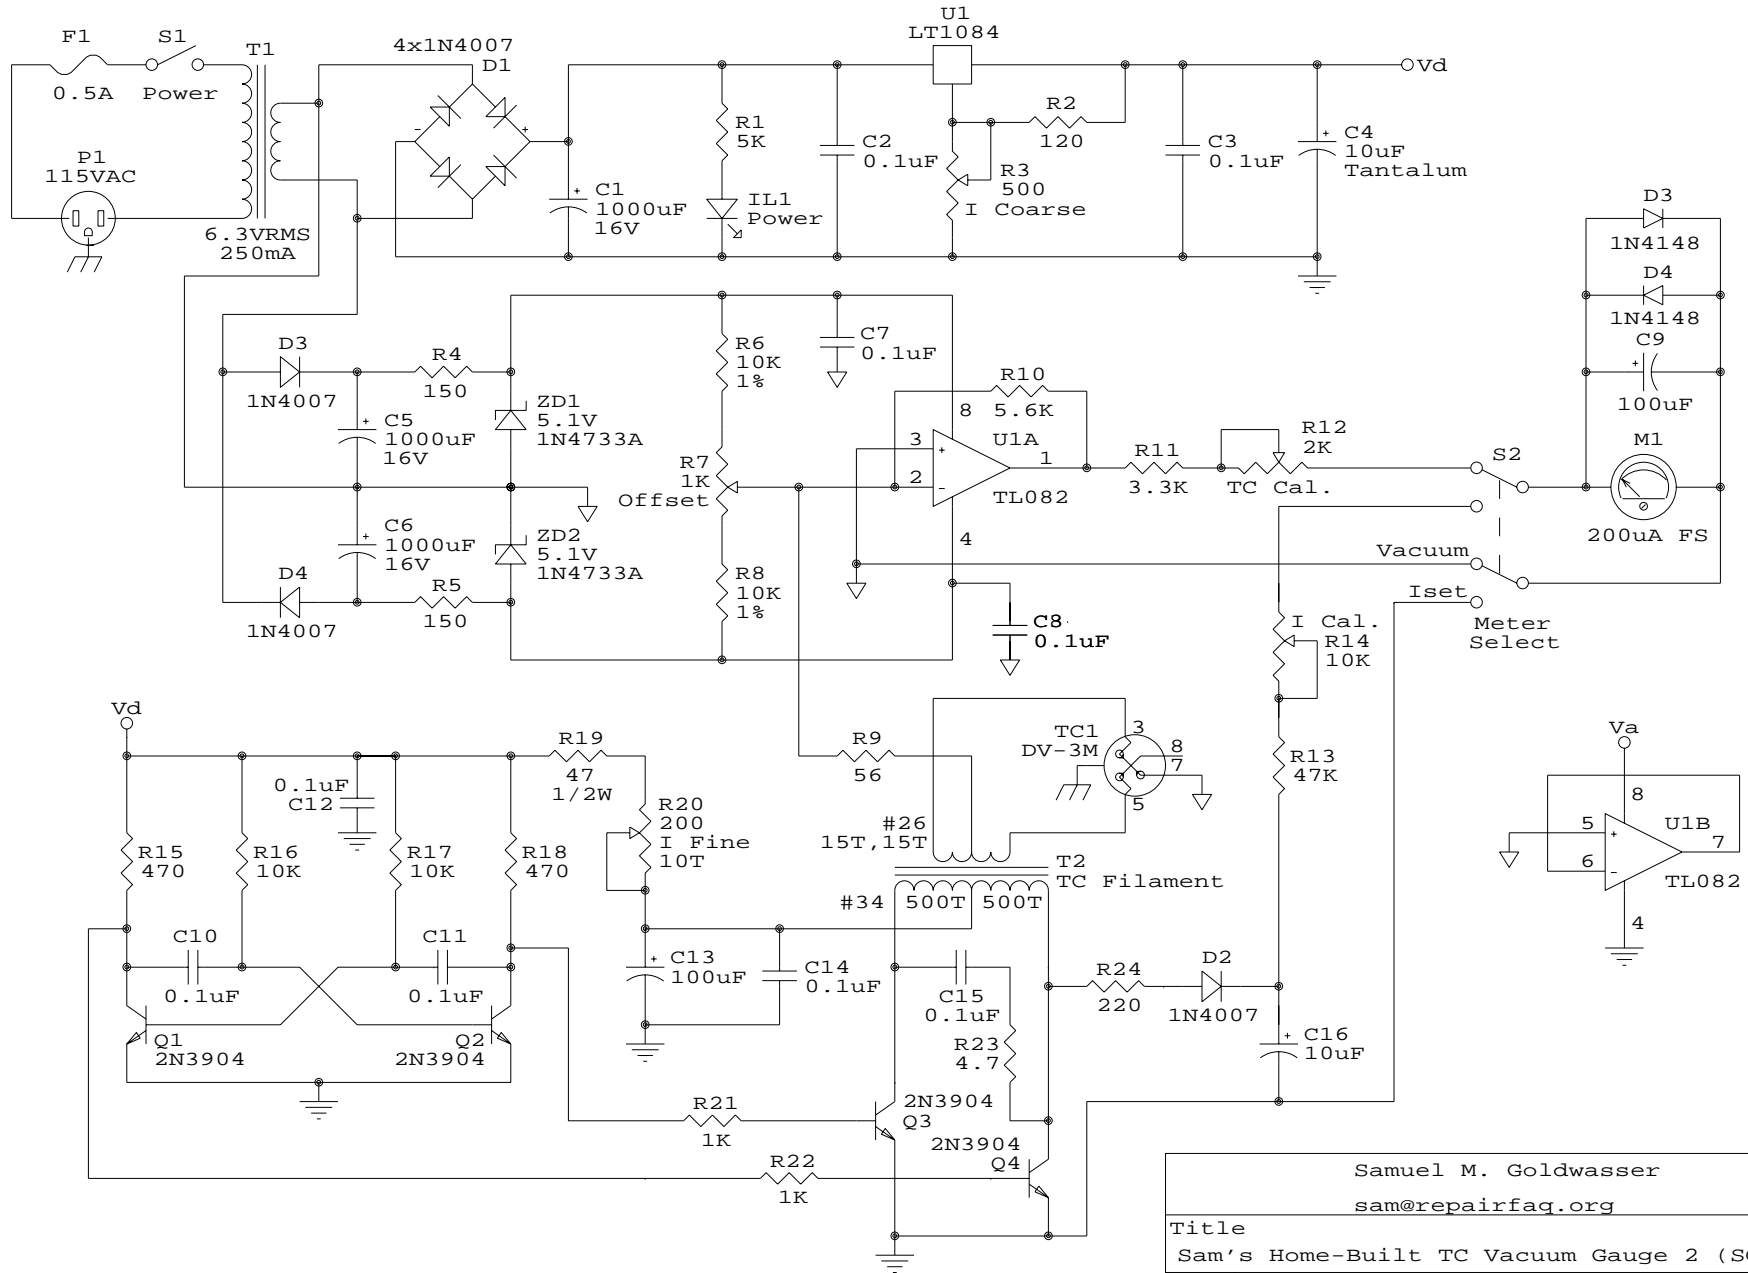 F1
0.5A
S1
Power
T1
P1
115VAC
6.3VRMS
250mA
4x1N4007
D1
-
+
+
C1
1000uF
16V
R1
5K
IL1
Power
C2
0.1uF
U1
LT1084
R2
120
R3
500
I Coarse
C3
0.1uF
+
C4
10uF
Tantalum
Vd
D3
1N4148
D4
1N4148
C9
+
100uF
M1
200uA FS
D3
1N4007
R4
150
+
C5
1000uF
16V
ZD1
5.1V
1N4733A
+
C6
1000uF
16V
ZD2
5.1V
1N4733A
D4
1N4007
R5
150
R6
10K
1%
R7
1K
Offset
R8
10K
1%
C7
0.1uF
R10
5.6K
8
3
+
2
-
U1A
1
TL082
4
C8
0.1uF
R11
3.3K
R12
2K
TC Cal.
S2
Vacuum
Iset
Meter
Select
I Cal.
R14
10K
R13
47K
Vd
R19
47
1/2W
0.1uF
C12
R20
200
I Fine
10T
R15
470
R16
10K
R17
10K
R18
470
C10
0.1uF
C11
0.1uF
Q1
2N3904
Q2
2N3904
+
C13
100uF
C14
0.1uF
R9
56
TC1
DV-3M
3
8
7
5
#26
15T,15T
T2
TC Filament
#34
500T
500T
C15
0.1uF
R23
4.7
R24
220
D2
1N4007
+
C16
10uF
R21
1K
R22
1K
2N3904
Q3
2N3904
Q4
Va
8
5
+
6
-
U1B
7
TL082
4
Samuel M. Goldwasser
sam@repairfaq.org
Title
Sam's Home-Built TC Vacuum Gauge 2 (S